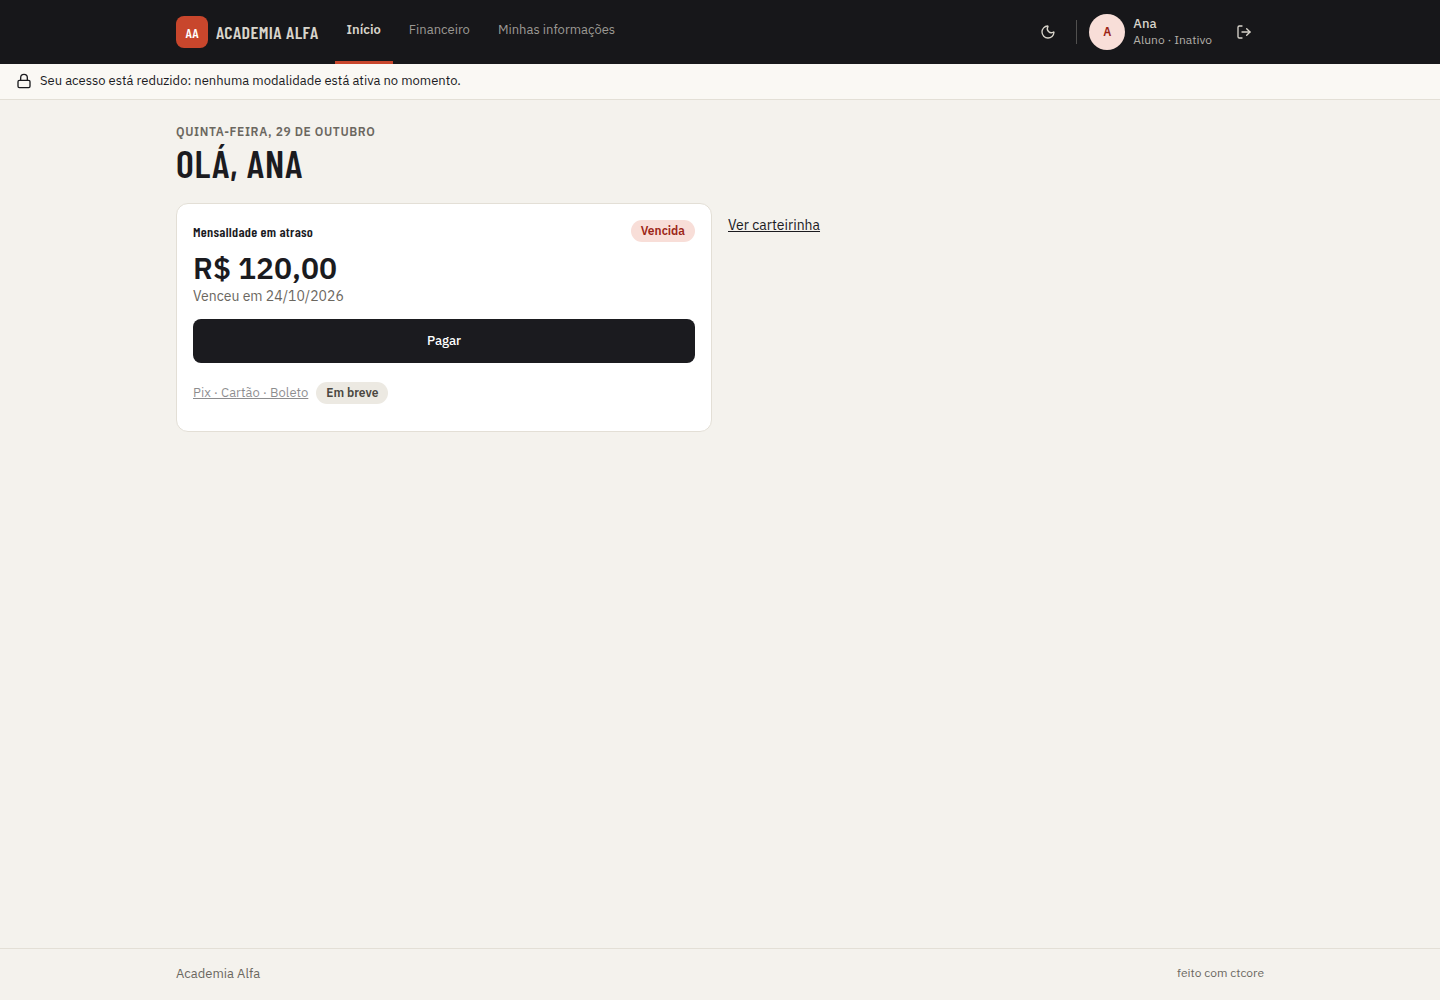 AA ACADEMIA ALFA Início Financeiro Minhas informações A Ana
Aluno · Inativo
Seu acesso está reduzido: nenhuma modalidade está ativa no momento.
QUINTA-FEIRA, 29 DE OUTUBRO
OLÁ, ANA
Mensalidade em atraso Vencida
R$ 120,00
Venceu em 24/10/2026
Pagar
Pix · Cartão · Boleto Em breve
Ver carteirinha
Academia Alfa feito com ctcore